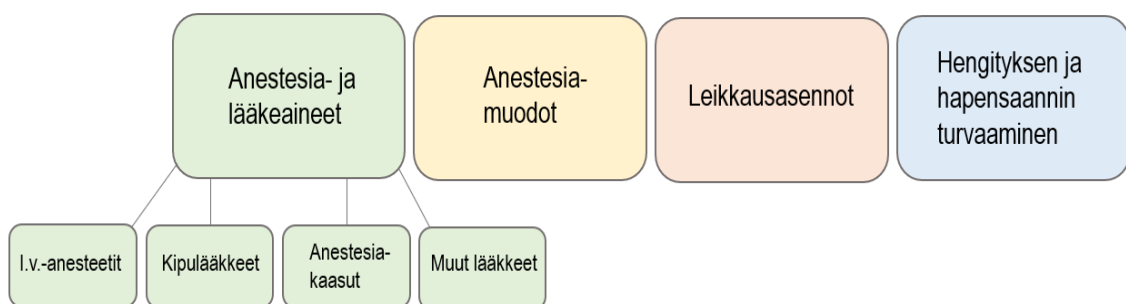 Anestesia- ja
lääkeaineet
Anestesia-
muodot
Leikkausasennot
Hengityksen ja
hapensaannin
turvaaminen
I.v.-anesteetit
Kipulääkkeet
Anestesia-
kaasut
Muut lääkkeet